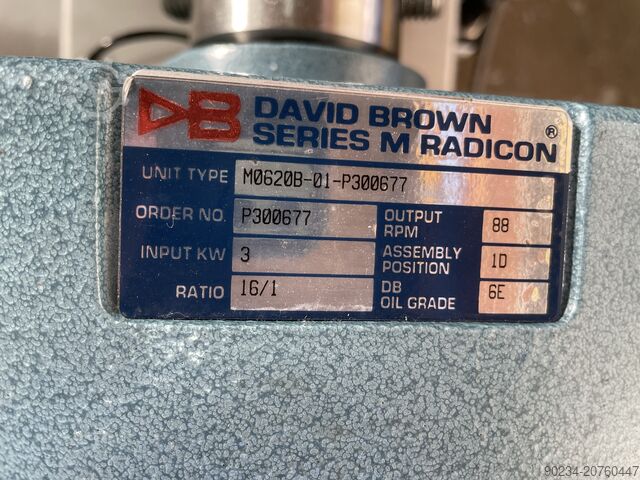 DB DAVID BROWN
SERIES M RADICON®
UNIT TYPE M0620B-01-P300677
ORDER NO. P300677 OUTPUT RPM 88
INPUT KW 3 ASSEMBLY POSITION 1D
RATIO 16/1 DB OIL GRADE 6E
90234-20760447